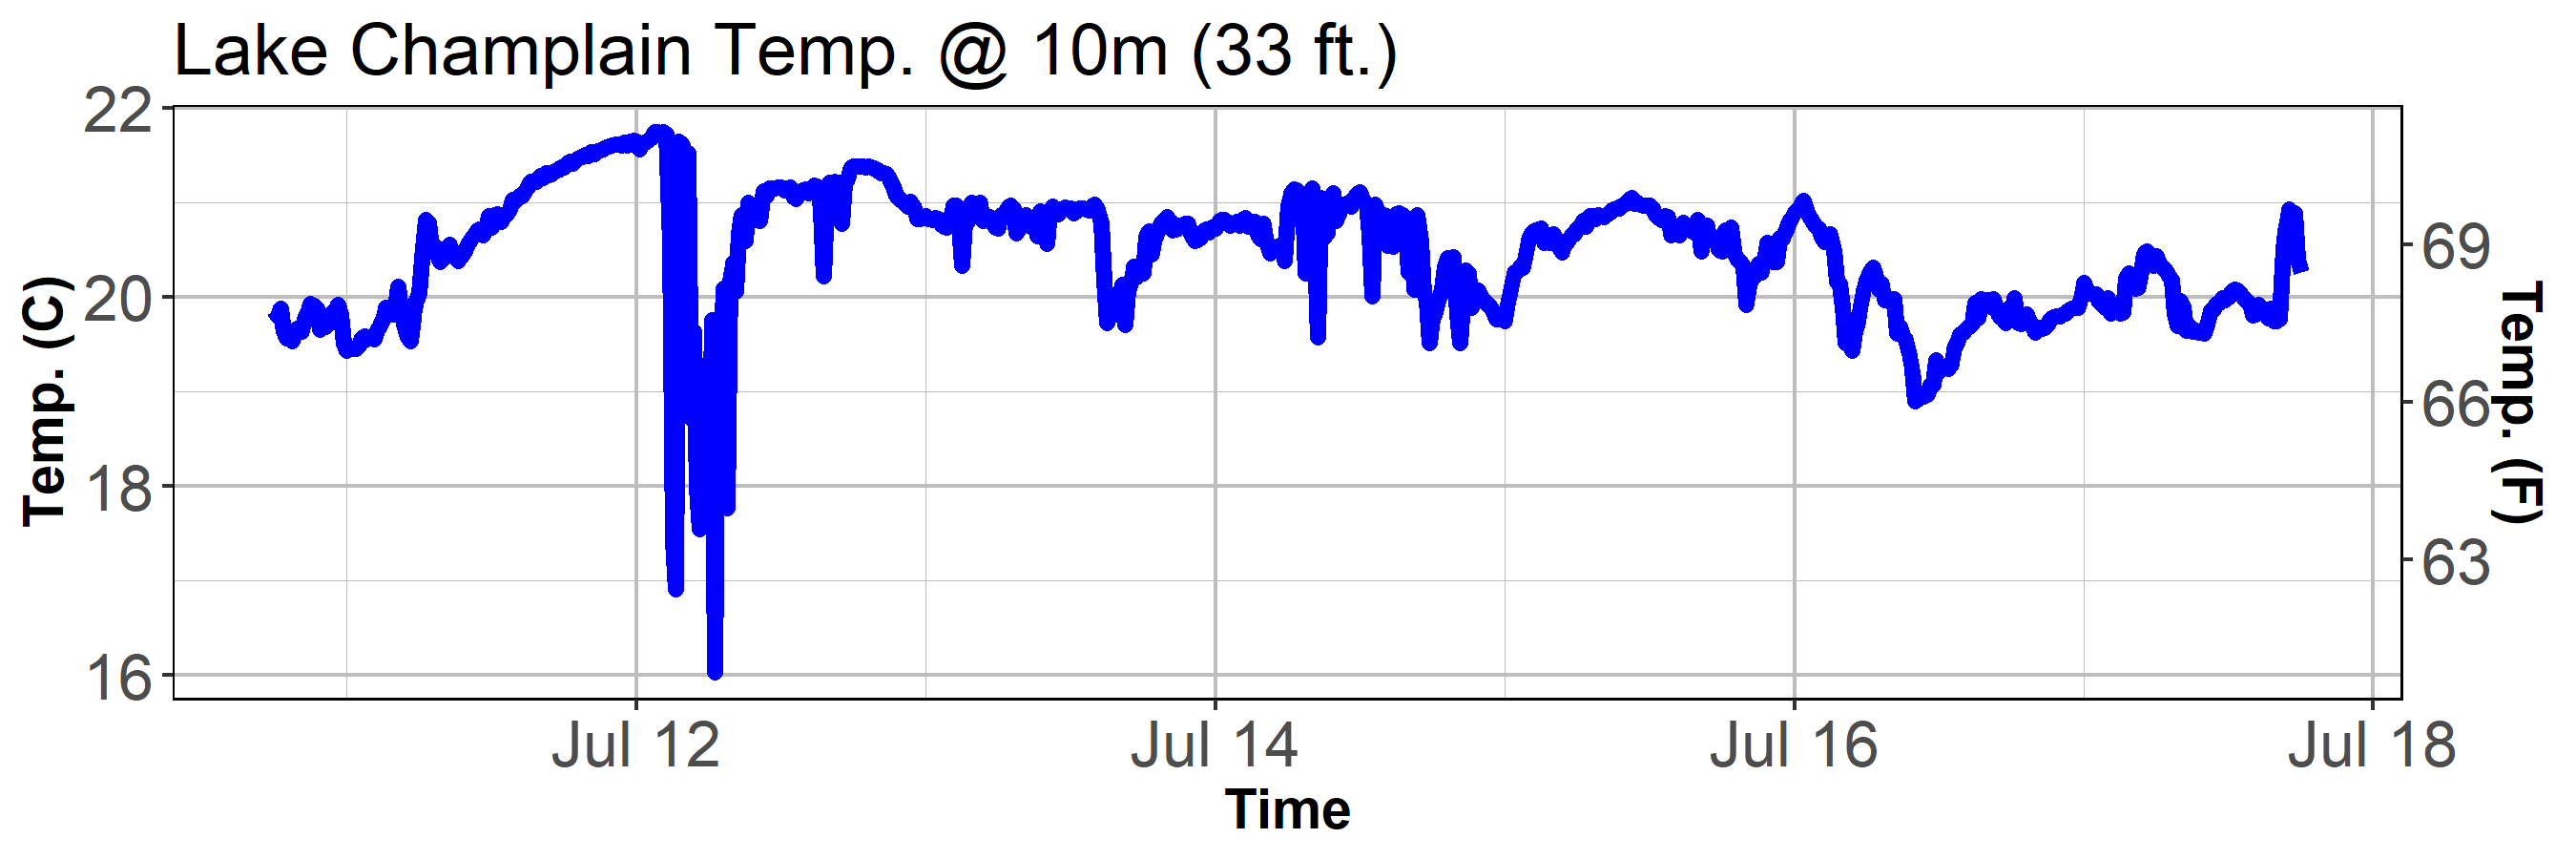 Lake Champlain Temp. @ 10m (33 ft.)
22
20
18
16
Temp. (C)
69
66
63
Temp. (F)
Jul 12 Jul 14 Jul 16 Jul 18
Time